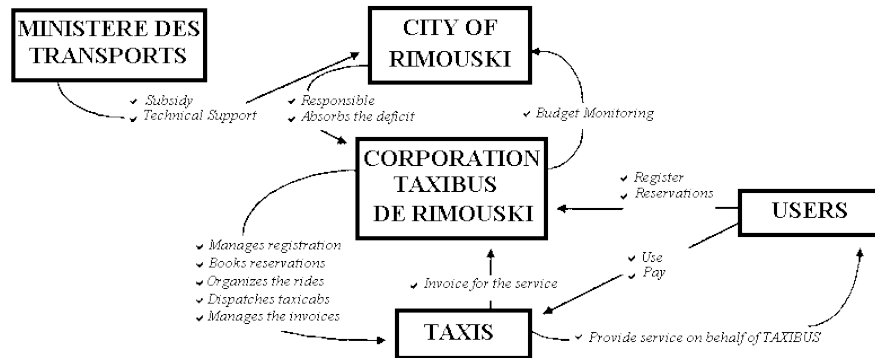 MINISTERE DES
TRANSPORTS
CITY OF
RIMOUSKI
Subsidy
Technical Support
Responsible
Absorbs the deficit
Budget Monitoring
CORPORATION
TAXIBUS
DE RIMOUSKI
Register
Reservations
USERS
Manages registration
Books reservations
Organizes the rides
Dispatches taxicabs
Manages the invoices
Invoice for the service
Use
Pay
TAXIS
Provide service on behalf of TAXIBUS